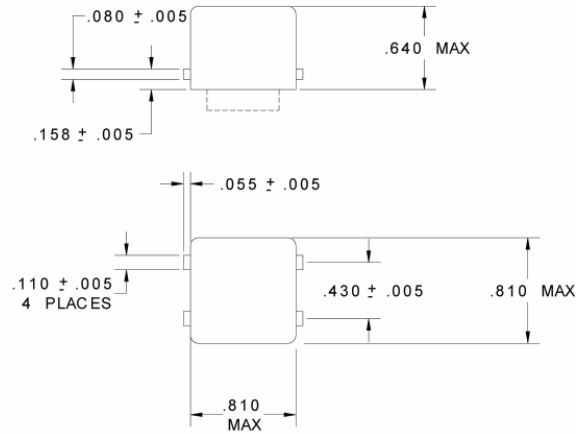 .080 ± .005
.640 MAX
.158 ± .005
.055 ± .005
.110 ± .005
4 PLACES
.430 ± .005
.810 MAX
.810
MAX